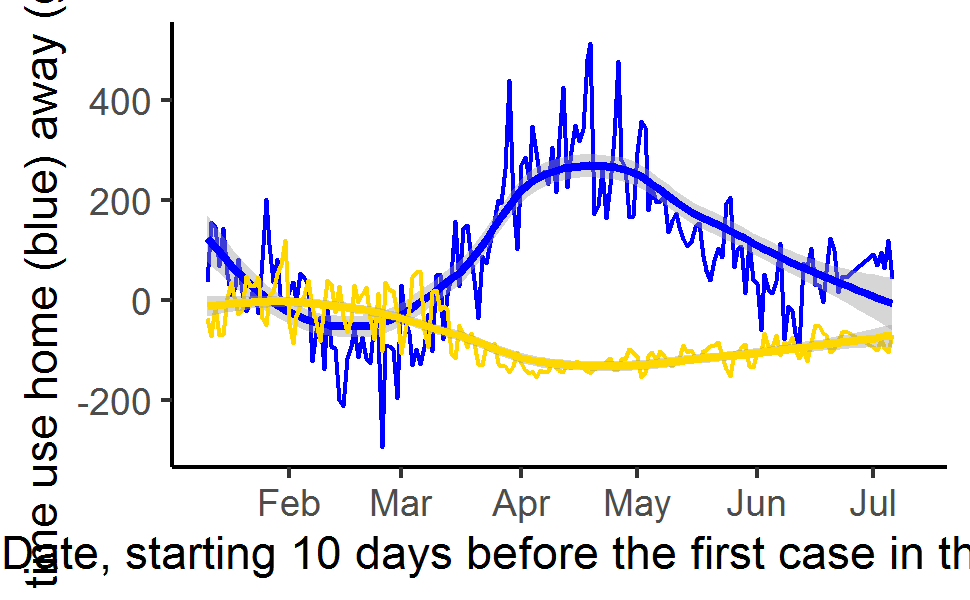 time use home (blue) away (
400
200
0
-200
Feb Mar Apr May Jun Jul
Date, starting 10 days before the first case in th